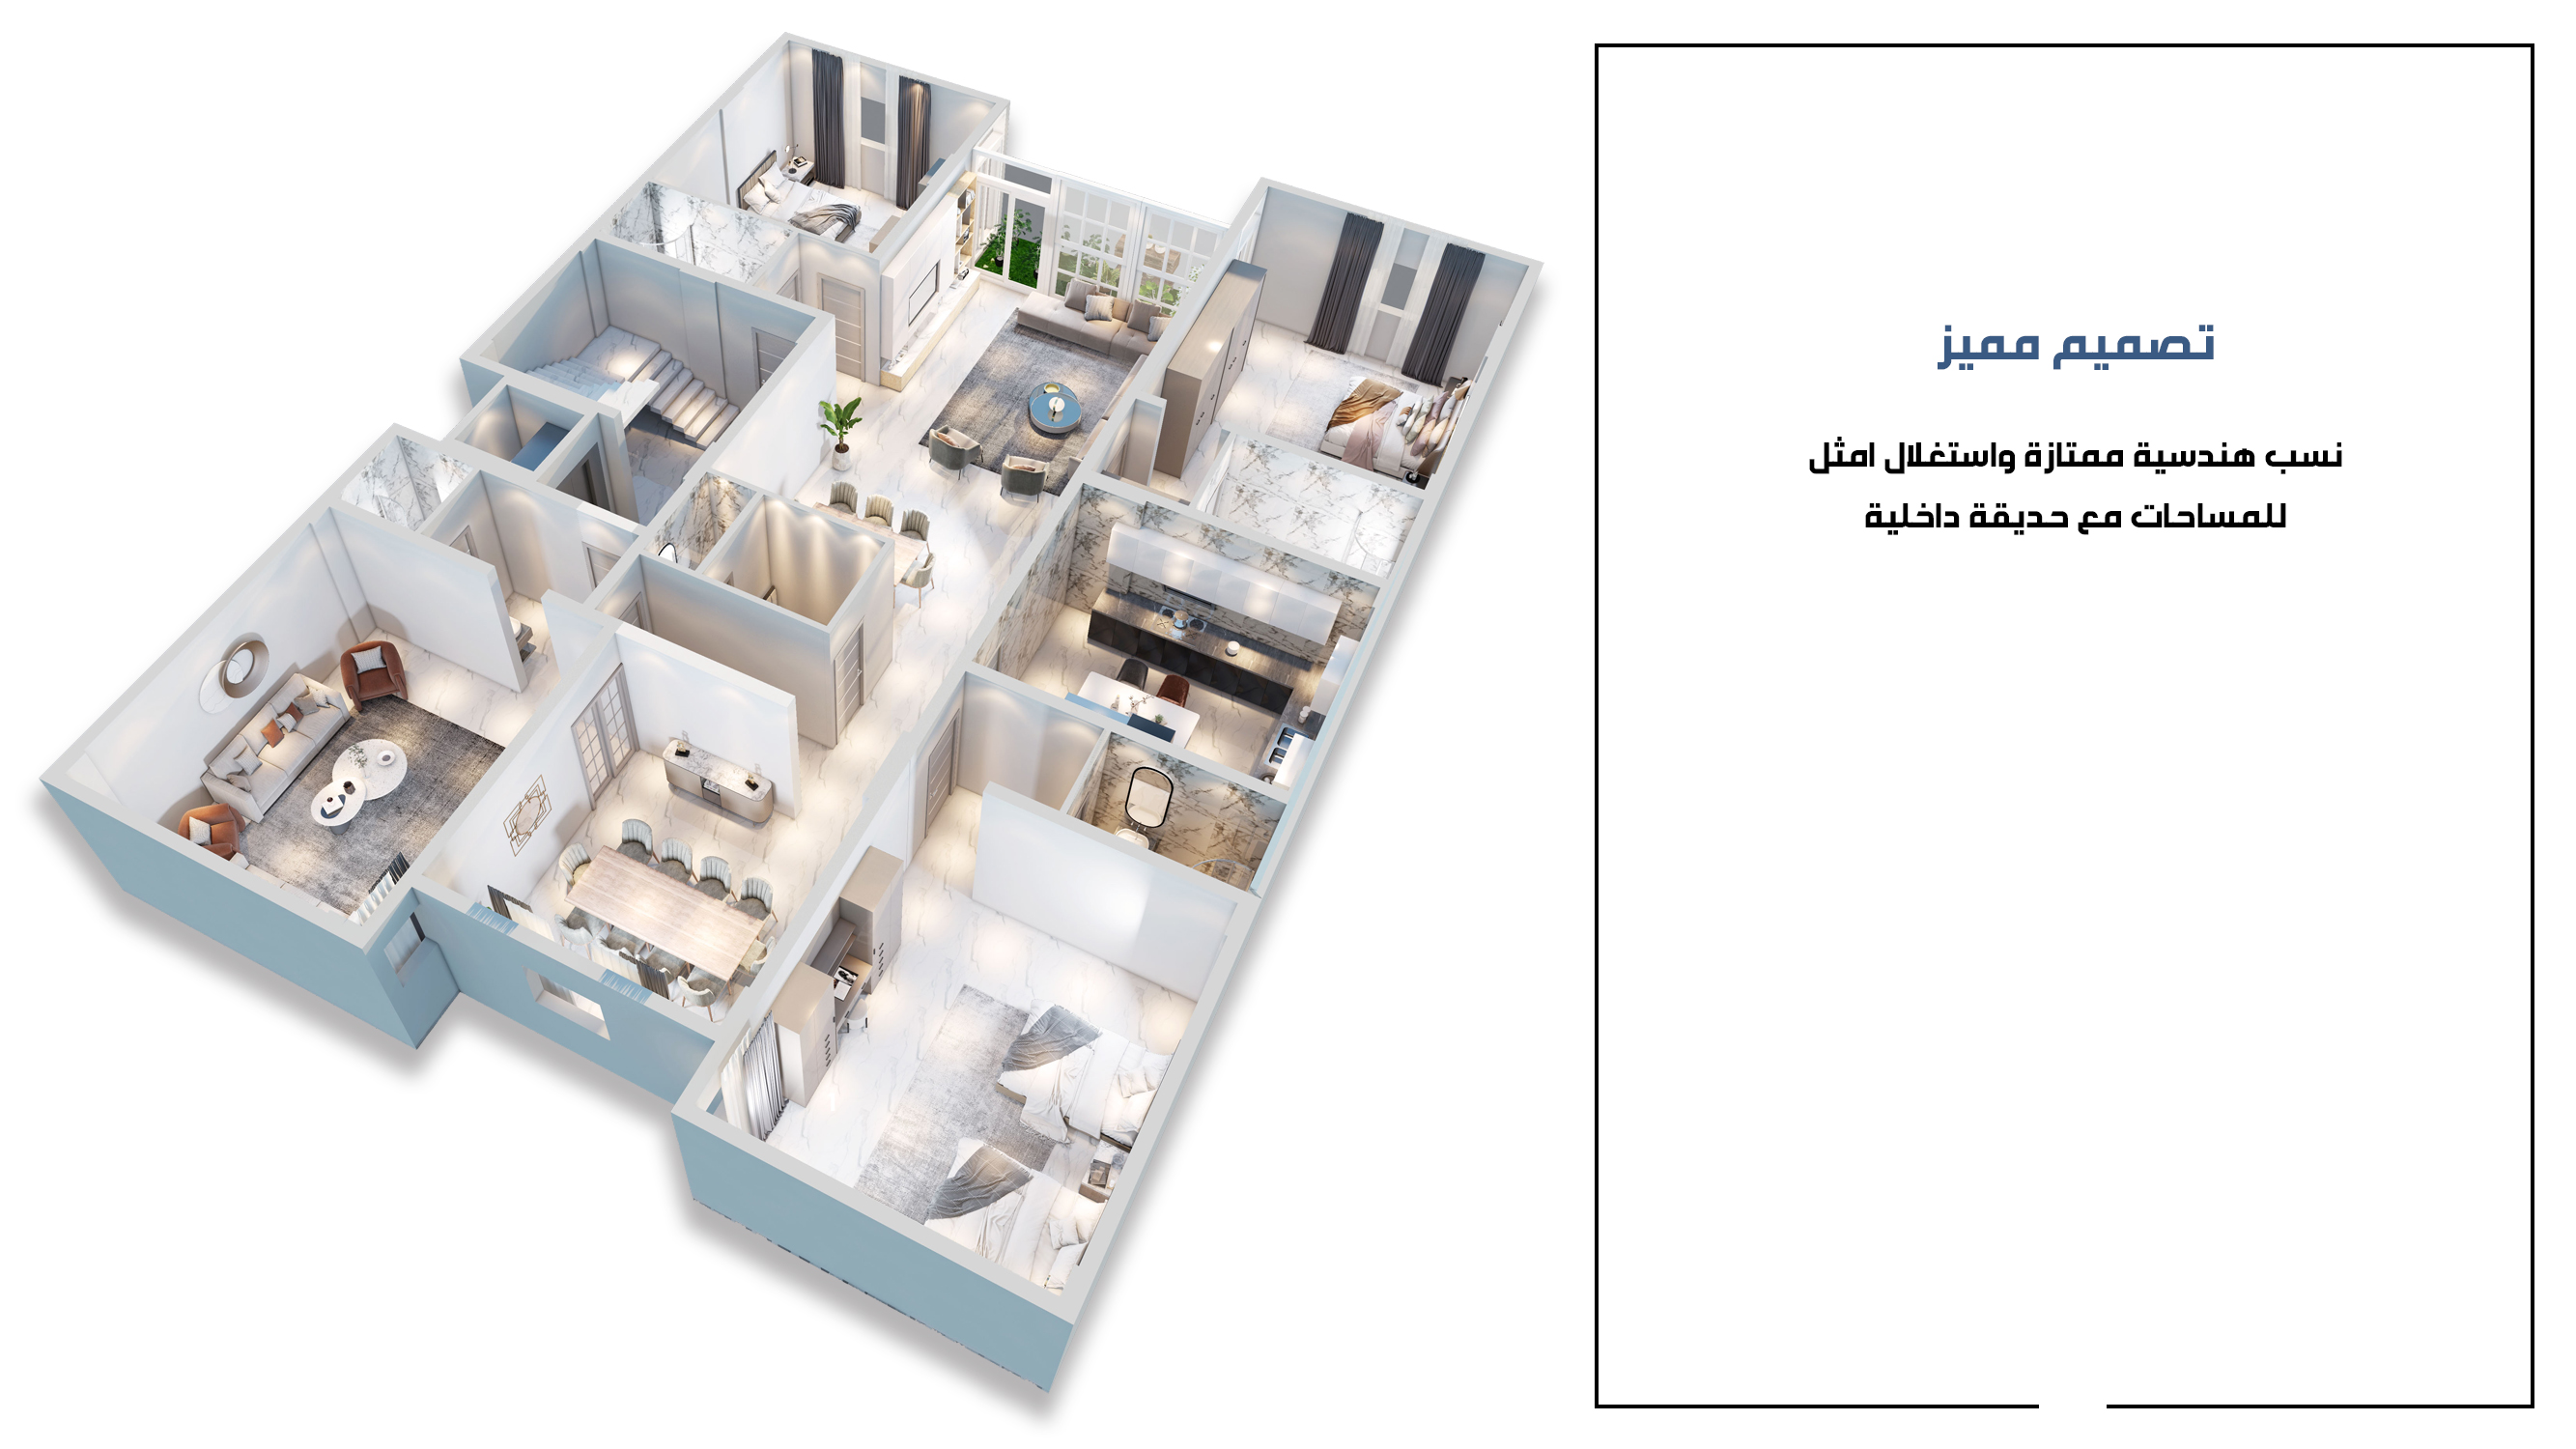 تصميم مميز
نسب هندسية ممتازة واستغلال امثل
للمساحات مع حديقة داخلية